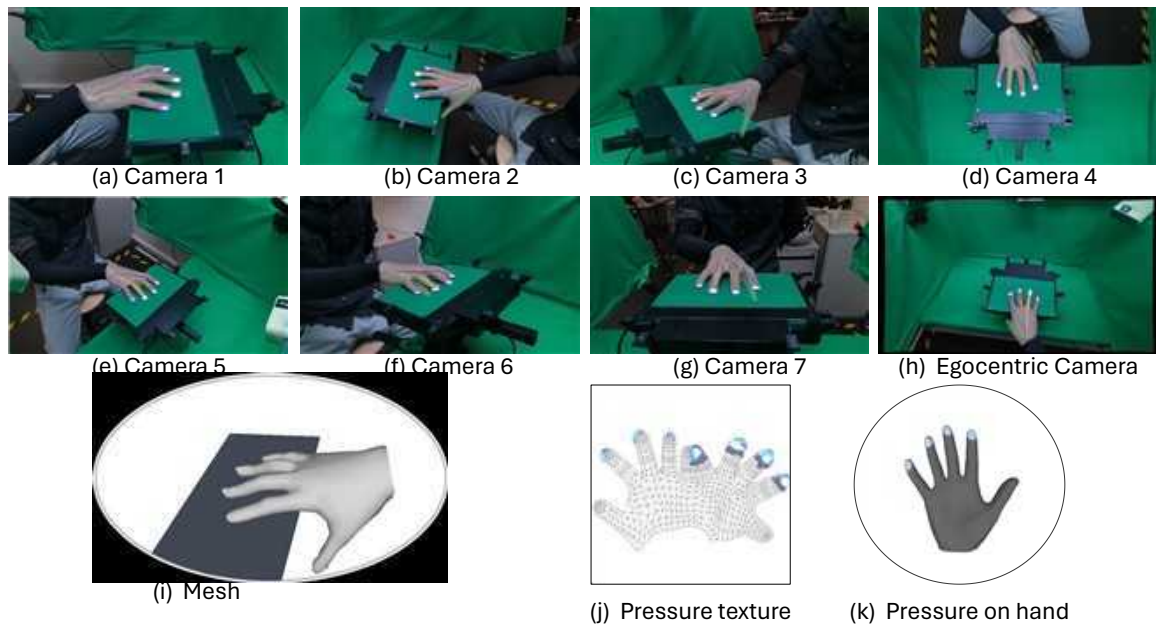 (a) Camera 1
(b) Camera 2
(c) Camera 3
(d) Camera 4
(e) Camera 5
(f) Camera 6
(g) Camera 7
(h) Egocentric Camera
(i) Mesh
(j) Pressure texture
(k) Pressure on hand